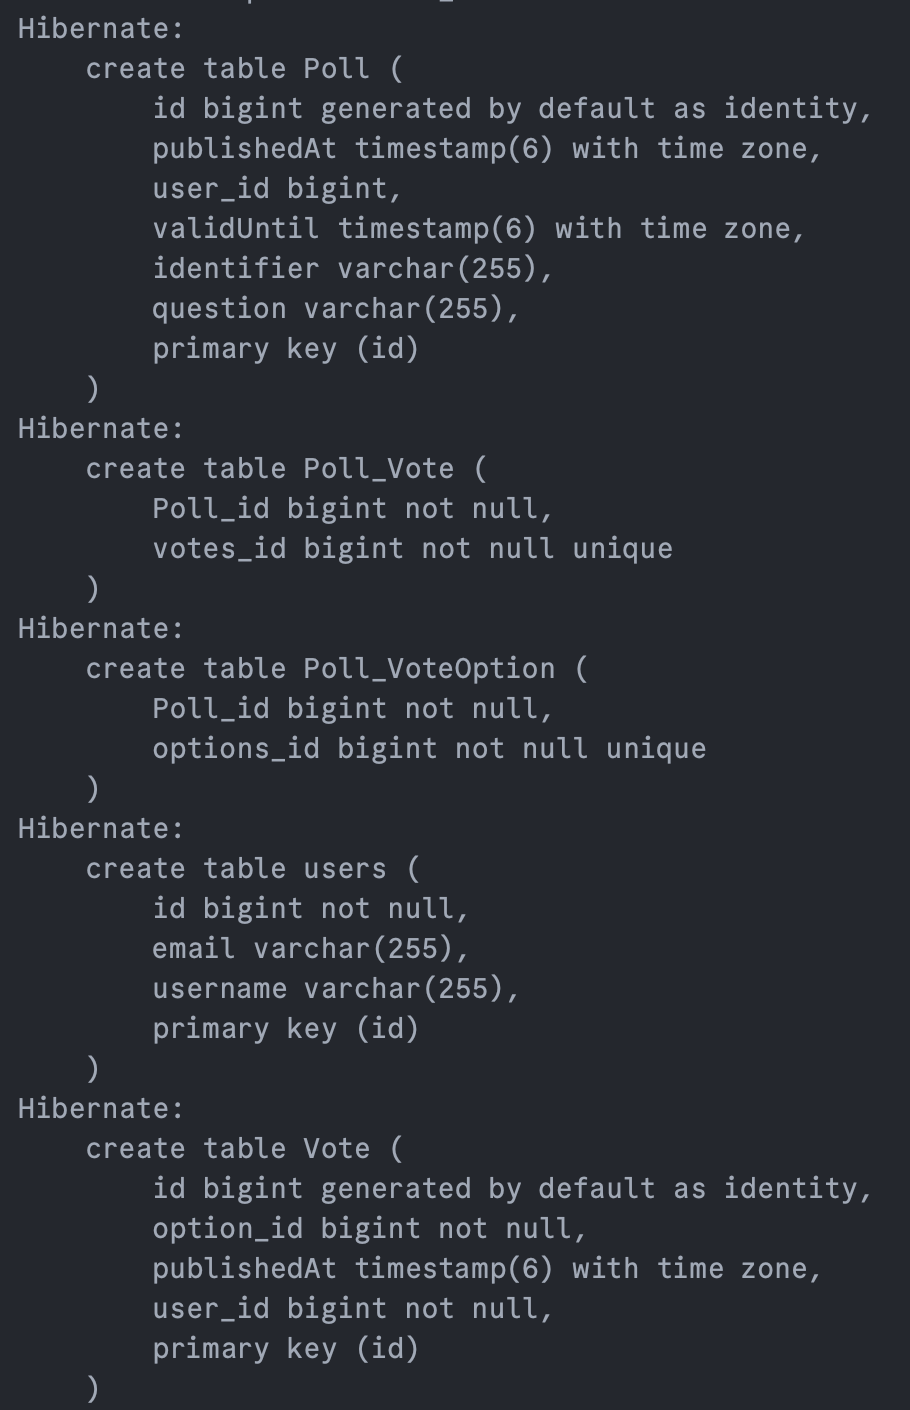 Hibernate:
    create table Poll (
        id bigint generated by default as identity,
        publishedAt timestamp(6) with time zone,
        user_id bigint,
        validUntil timestamp(6) with time zone,
        identifier varchar(255),
        question varchar(255),
        primary key (id)
    )
Hibernate:
    create table Poll_Vote (
        Poll_id bigint not null,
        votes_id bigint not null unique
    )
Hibernate:
    create table Poll_VoteOption (
        Poll_id bigint not null,
        options_id bigint not null unique
    )
Hibernate:
    create table users (
        id bigint not null,
        email varchar(255),
        username varchar(255),
        primary key (id)
    )
Hibernate:
    create table Vote (
        id bigint generated by default as identity,
        option_id bigint not null,
        publishedAt timestamp(6) with time zone,
        user_id bigint not null,
        primary key (id)
    )